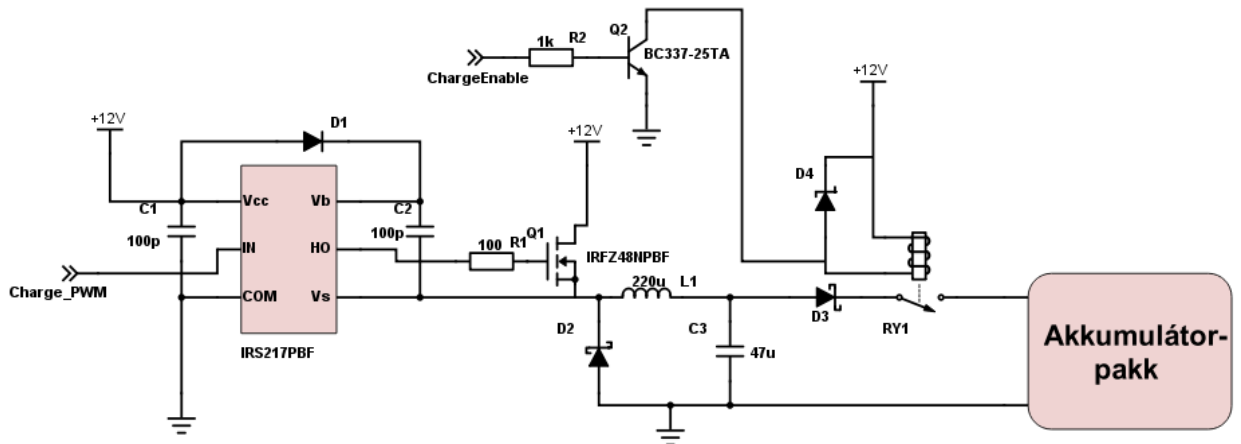 Q2
1k R2
BC337-25TA
ChargeEnable
+12V
+12V
D1
+12V
Vcc
Vb
C1
100p
C2
100p
IN
HO
100
R1
Q1
IRFZ48NPBF
D4
Charge_PWM
COM
Vs
220u
L1
IRS217PBF
D2
C3
47u
D3
RY1
Akkumulátor-
pakk